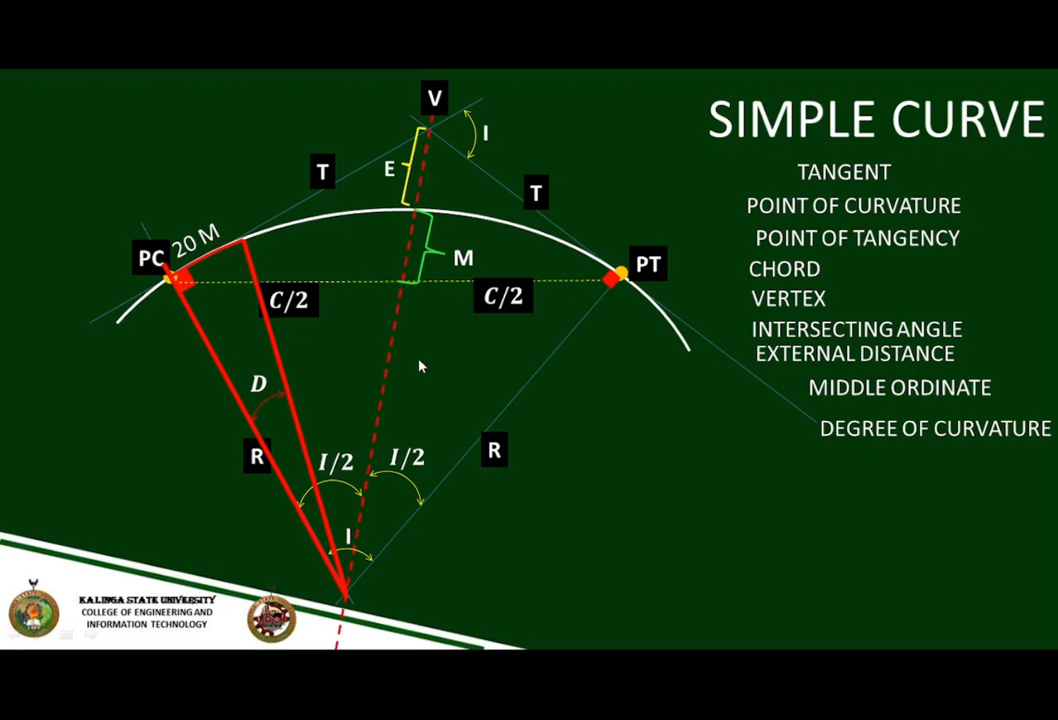 V
SIMPLE CURVE
I
T
E
TANGENT
T
POINT OF CURVATURE
20 M
POINT OF TANGENCY
PC
M
PT
CHORD
C/2
C/2
VERTEX
INTERSECTING ANGLE
EXTERNAL DISTANCE
D
MIDDLE ORDINATE
DEGREE OF CURVATURE
R
I/2
I/2
R
I
KALINGA STATE UNIVERSITY
COLLEGE OF ENGINEERING AND
INFORMATION TECHNOLOGY